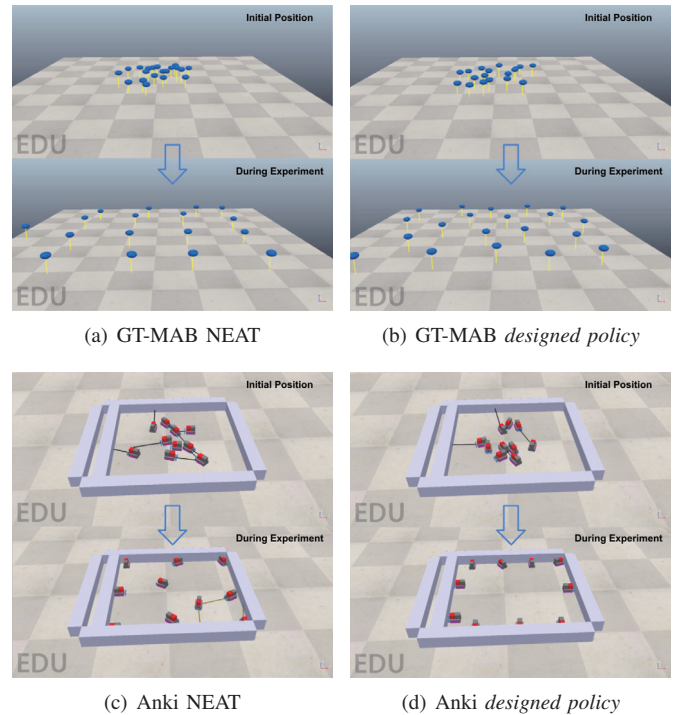 Initial Position
EDU
During Experiment
EDU
(a) GT-MAB NEAT
Initial Position
EDU
During Experiment
EDU
(b) GT-MAB designed policy
Initial Position
EDU
During Experiment
EDU
(c) Anki NEAT
Initial Position
EDU
During Experiment
EDU
(d) Anki designed policy